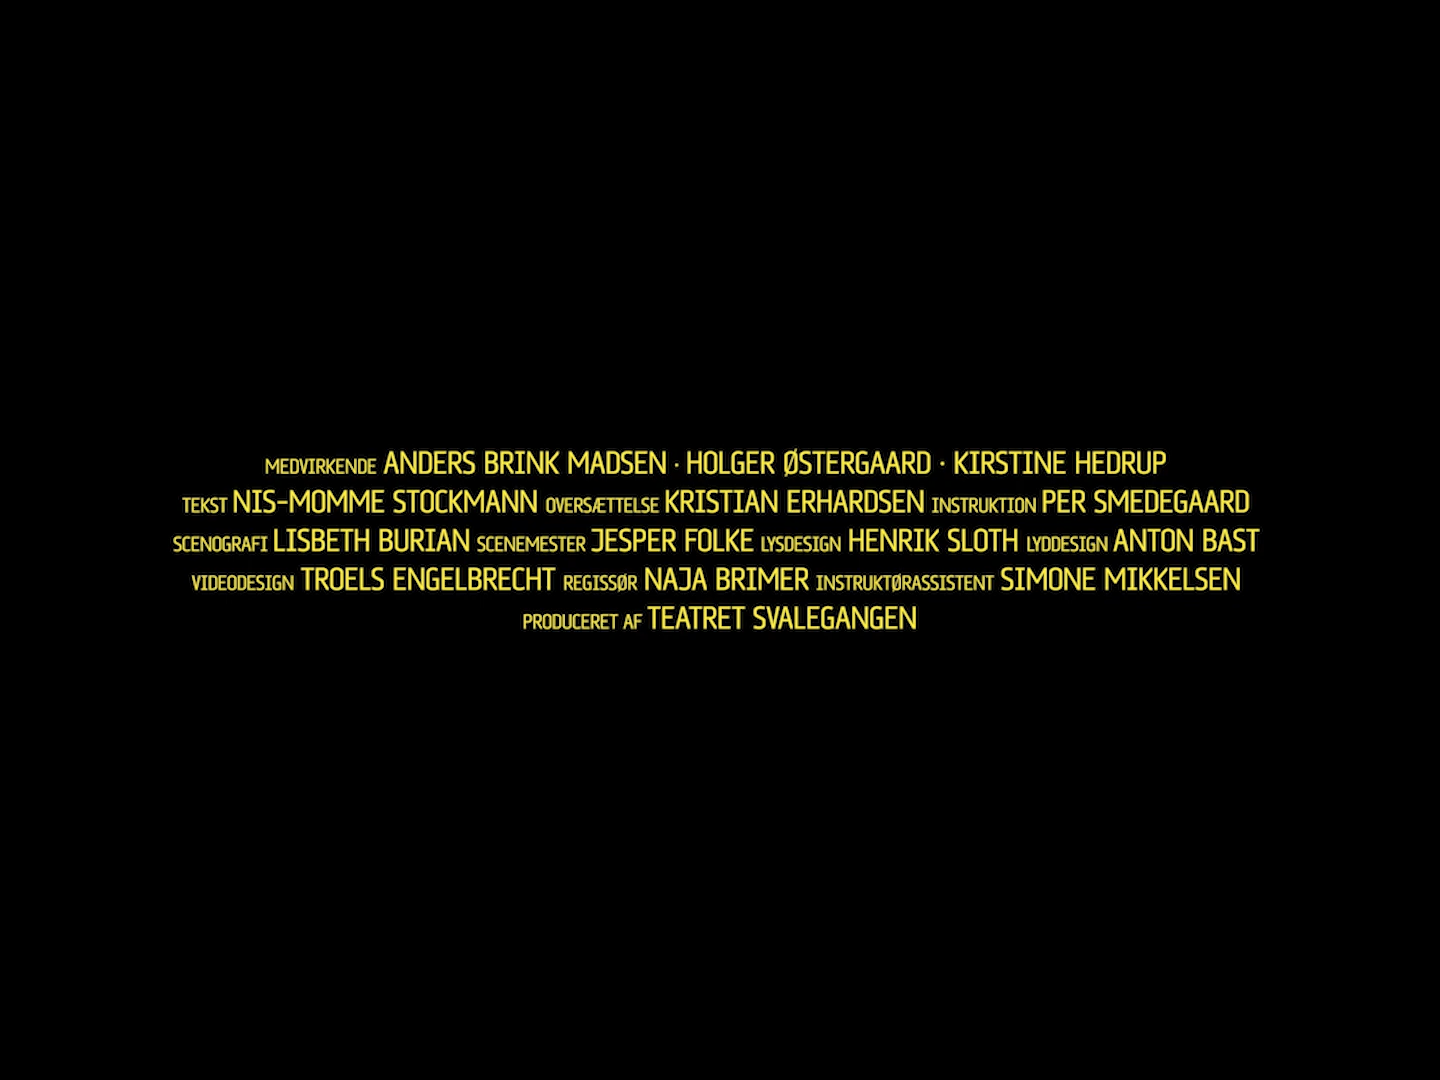 MEDVIRKENDE ANDERS BRINK MADSEN · HOLGER ØSTERGAARD · KIRSTINE HEDRUP
TEKST NIS-MOMME STOCKMANN OVERSÆTTELSE KRISTIAN ERHARDSEN INSTRUKTION PER SMEDEGAARD
SCENOGRAFI LISBETH BURIAN SCENEMESTER JESPER FOLKE LYSDESIGN HENRIK SLOTH LYDDESIGN ANTON BAST
VIDEODESIGN TROELS ENGELBRECHT REGISSØR NAJA BRIMER INSTRUKTØRASSISTENT SIMONE MIKKELSEN
PRODUCERET AF TEATRET SVALEGANGEN